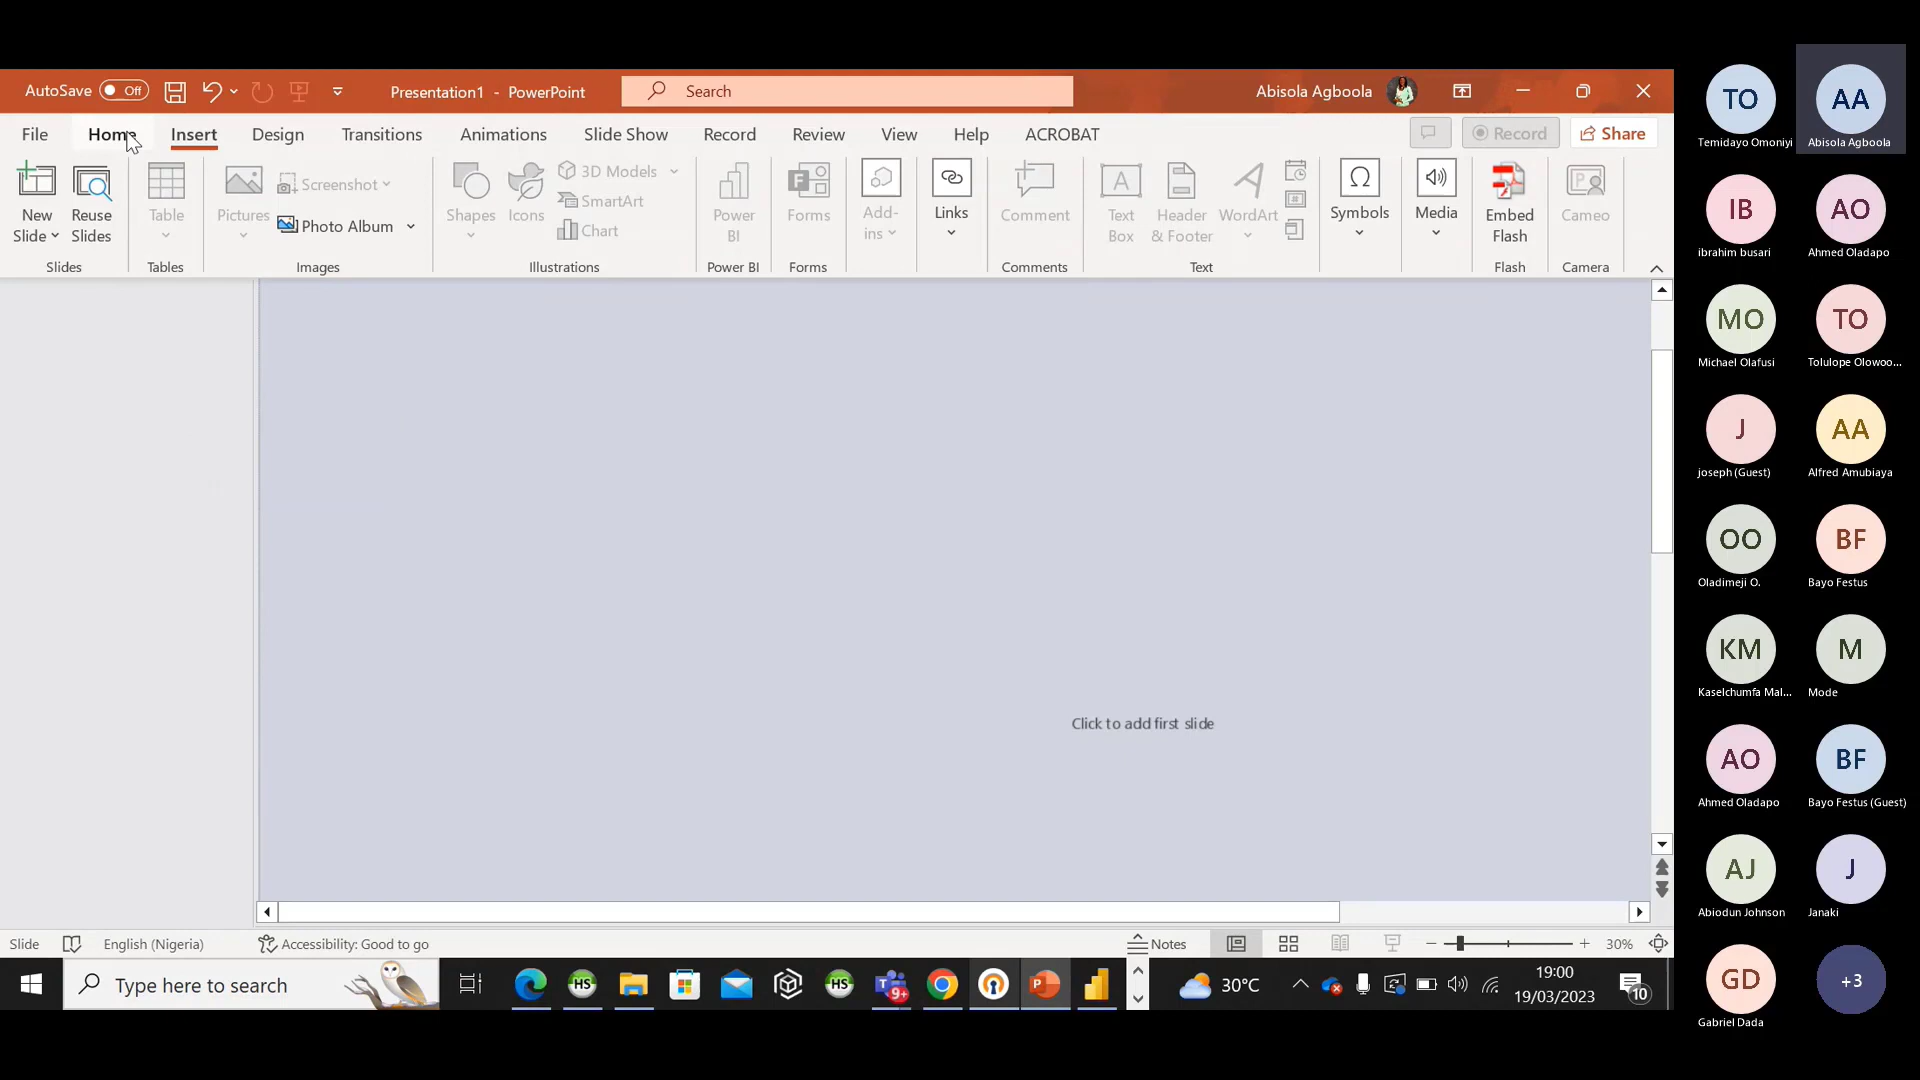 AutoSave Off Presentation1 - PowerPoint Search Abisola Agboola
File Home Insert Design Transitions Animations Slide Show Record Review View Help ACROBAT Record Share
New Slide
Reuse Slides
Slides
Table
Tables
Pictures
Screenshot
Photo Album
Images
Shapes
Icons
3D Models
SmartArt
Chart
Illustrations
Power BI
Power BI
Forms
Forms
Add-ins
Links
Comment
Comments
Text Box
Header & Footer
WordArt
Text
Symbols
Media
Embed Flash
Flash
Cameo
Camera
Click to add first slide
Slide English (Nigeria) Accessibility: Good to go Notes 30%
Type here to search
HS
HS
9+
30°C
19:00
19/03/2023
10
TO
Temidayo Omoniyi
AA
Abisola Agboola
IB
ibrahim busari
AO
Ahmed Oladapo
MO
Michael Olafusi
TO
Tolulope Olowoo...
J
joseph (Guest)
AA
Alfred Amubiaya
OO
Oladimeji O.
BF
Bayo Festus
KM
Kaselchumfa Mal...
M
Mode
AO
Ahmed Oladapo
BF
Bayo Festus (Guest)
AJ
Abiodun Johnson
J
Janaki
GD
Gabriel Dada
+3